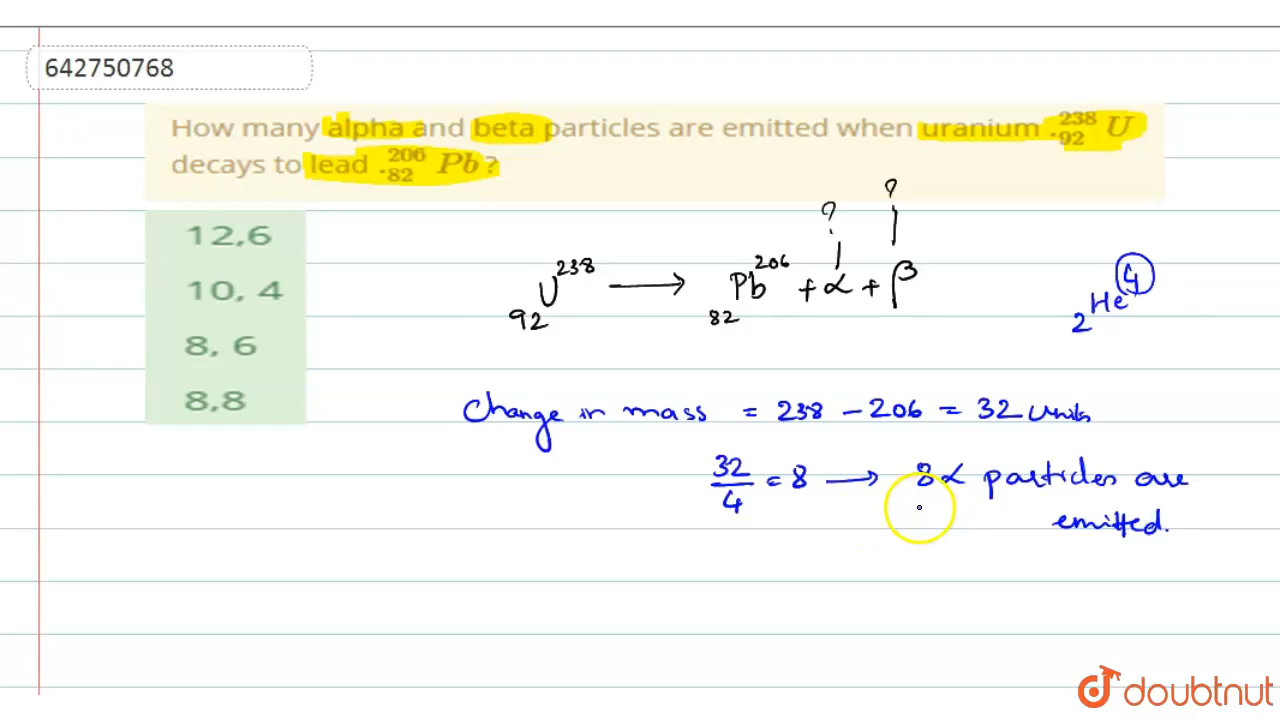 642750768
How many alpha and beta particles are emitted when uranium ._{92}^{238} U
decays to lead ._{82}^{206} Pb?
12,6
10, 4
8, 6
8,8
? ?
₉₂U²³⁸ → ₈₂Pb²⁰⁶ + α + β
₂He⁴
Change in mass = 238 - 206 = 32 Units
32/4 = 8 → 8α particles are
emitted.
doubtnut